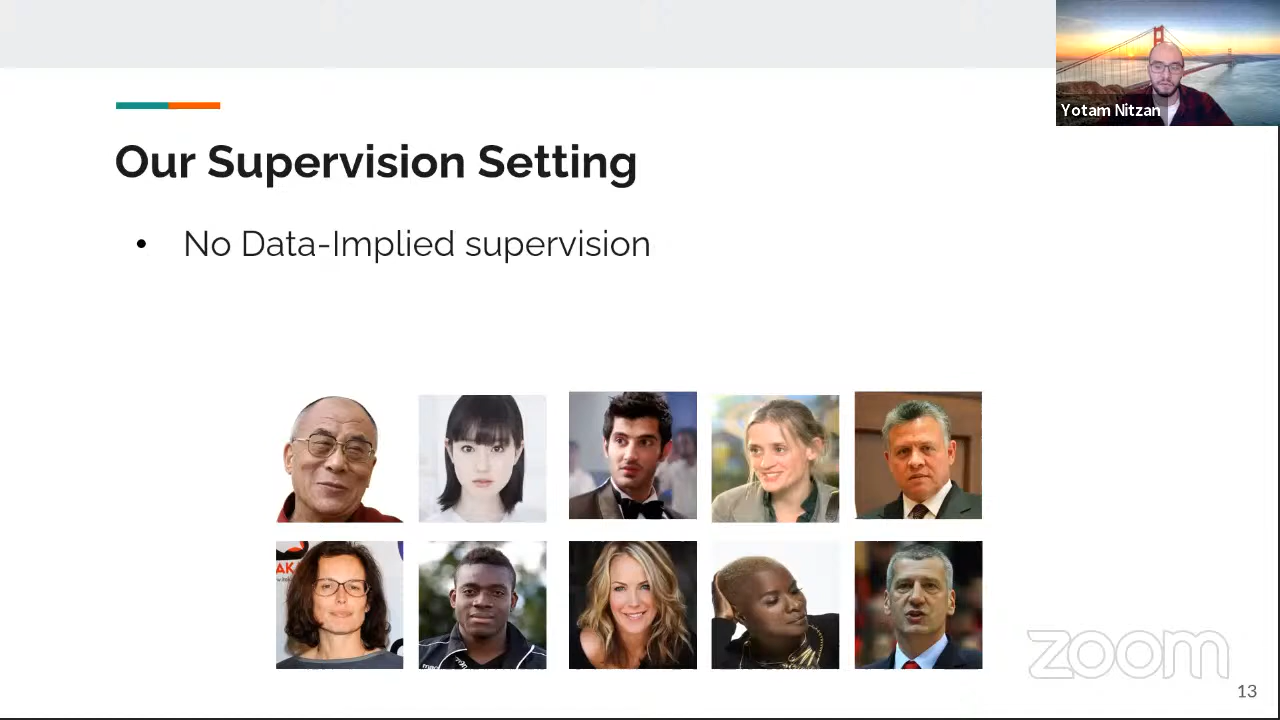 Yotam Nitzan
Our Supervision Setting
• No Data-Implied supervision
zoom
13